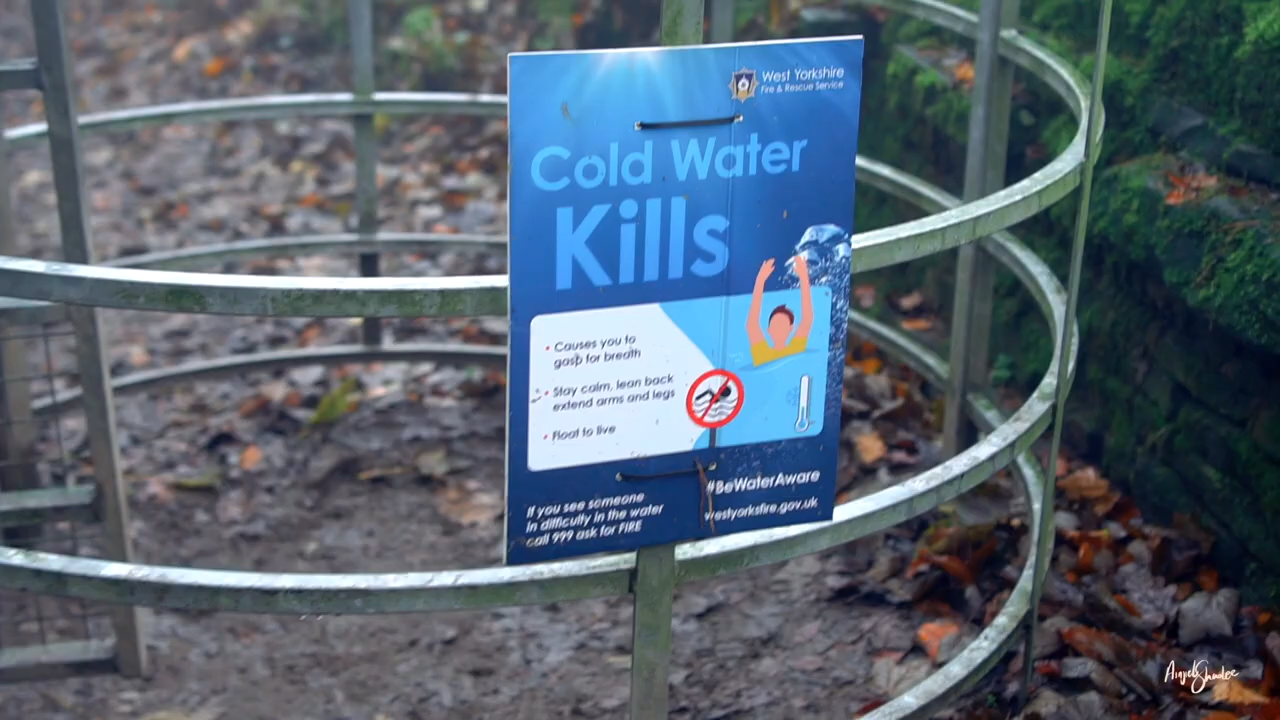 West Yorkshire
Fire & Rescue Service
Cold Water
Kills
• Causes you to
gasp for breath
• Stay calm, lean back
extend arms and legs
• Float to live
#BeWaterAware
westyorksfire.gov.uk
If you see someone
in difficulty in the water
call 999 ask for FIRE